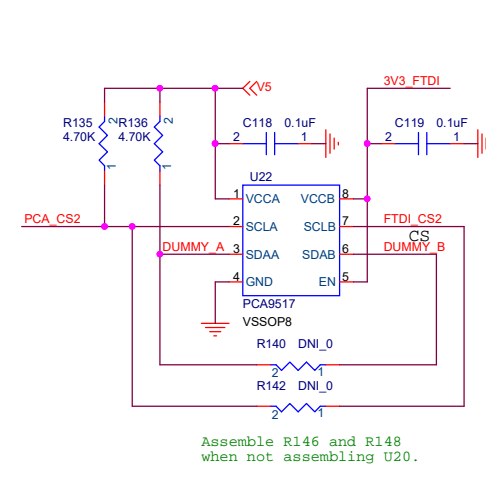 V5
3V3_FTDI
R135
4.70K
2
1
R136
4.70K
2
1
C118 0.1uF
2 1
C119 0.1uF
2 1
U22
1 VCCA VCCB 8
2 SCLA SCLB 7
3 SDAA SDAB 6
4 GND EN 5
PCA_CS2
FTDI_CS2
CS
DUMMY_A
DUMMY_B
PCA9517
VSSOP8
R140 DNI_0
2 1
R142 DNI_0
2 1
Assemble R146 and R148
when not assembling U20.